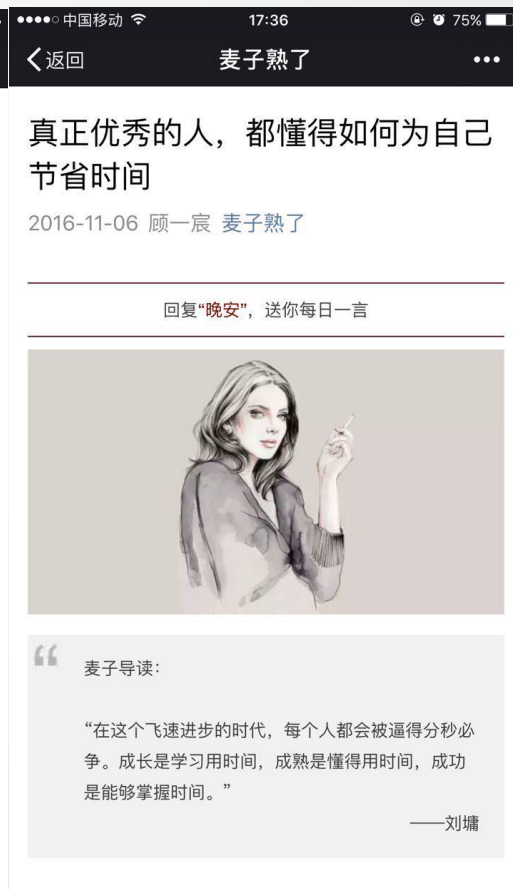 中国移动 17:36 75%
返回 麦子熟了
真正优秀的人，都懂得如何为自己
节省时间
2016-11-06 顾一宸 麦子熟了
回复“晚安”，送你每日一言
麦子导读：
“在这个飞速进步的时代，每个人都会被逼得分秒必
争。成长是学习用时间，成熟是懂得用时间，成功
是能够掌握时间。”
——刘墉